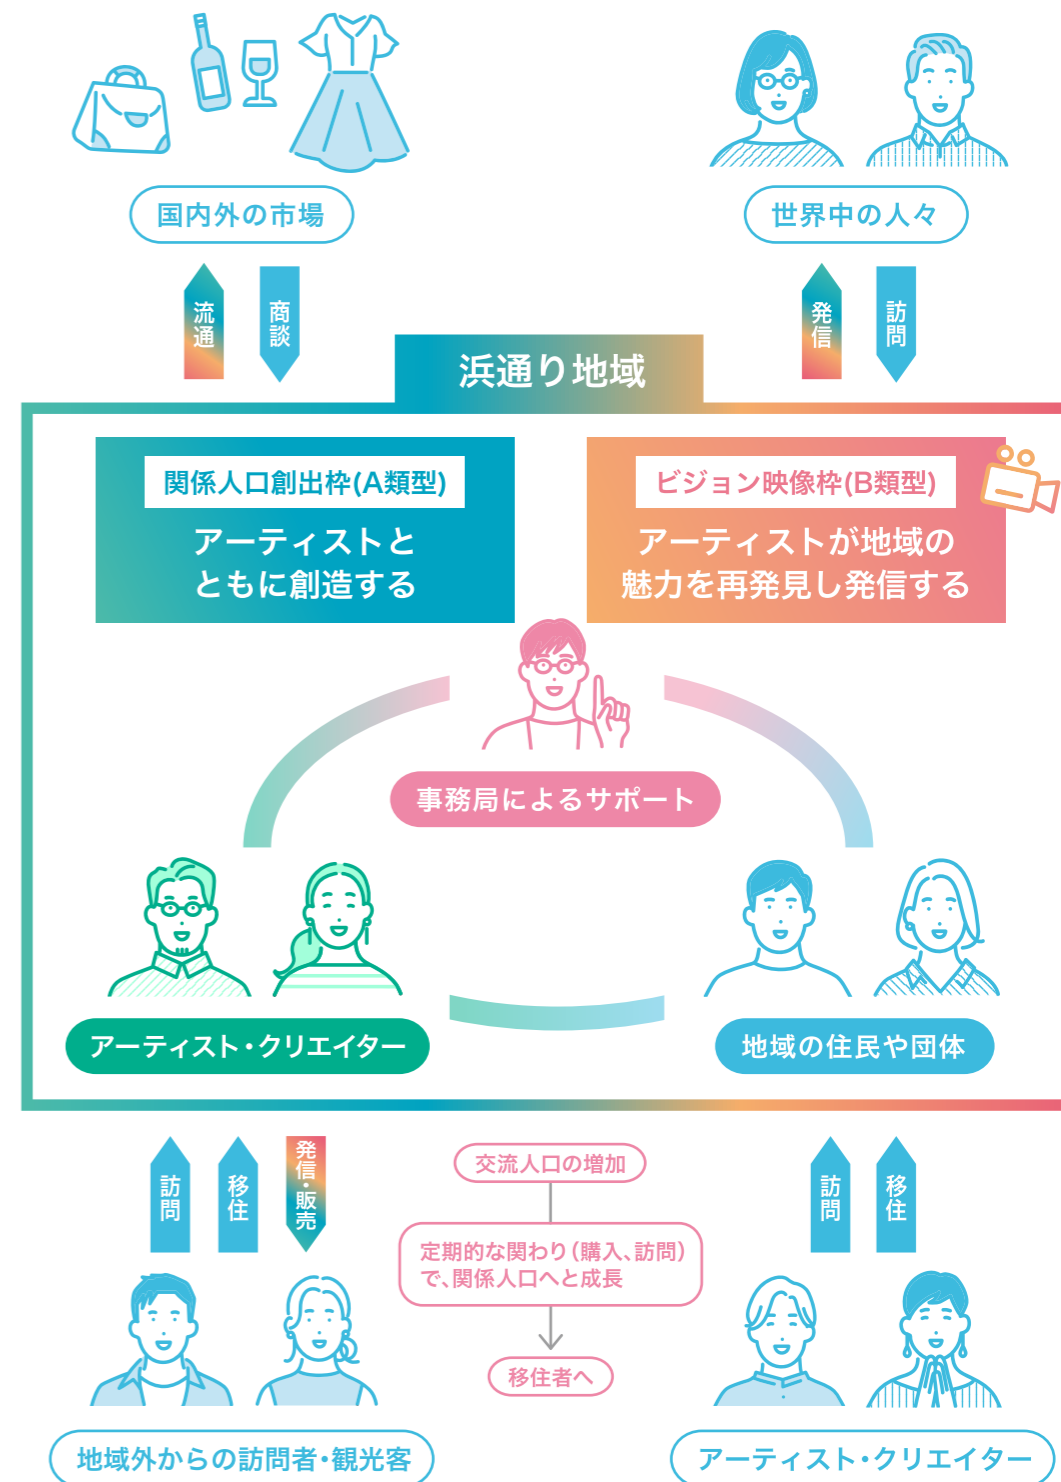 国内外の市場
世界中の人々
流通
商談
発信
訪問
浜通り地域
関係人口創出枠(A類型)
アーティストと
ともに創造する
ビジョン映像枠(B類型)
アーティストが地域の
魅力を再発見し発信する
事務局によるサポート
アーティスト・クリエイター
地域の住民や団体
訪問
移住
発信・販売
交流人口の増加
定期的な関わり(購入、訪問)
で、関係人口へと成長
移住者へ
訪問
移住
地域外からの訪問者・観光客
アーティスト・クリエイター